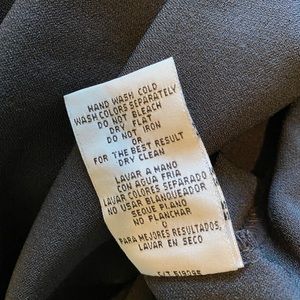 HAND WASH COLD
WASH COLORS SEPARATELY
DO NOT BLEACH
DRY FLAT
DO NOT IRON
OR
FOR THE BEST RESULT
DRY CLEAN
LAVAR A MANO
CON AGUA FRIA
LAVAR COLORES SEPARADO
NO USAR BLANQUEADOR
SEQUE PLANO
NO PLANCHAR
O
PARA MEJORES RESULTADOS,
LAVAR EN SECO